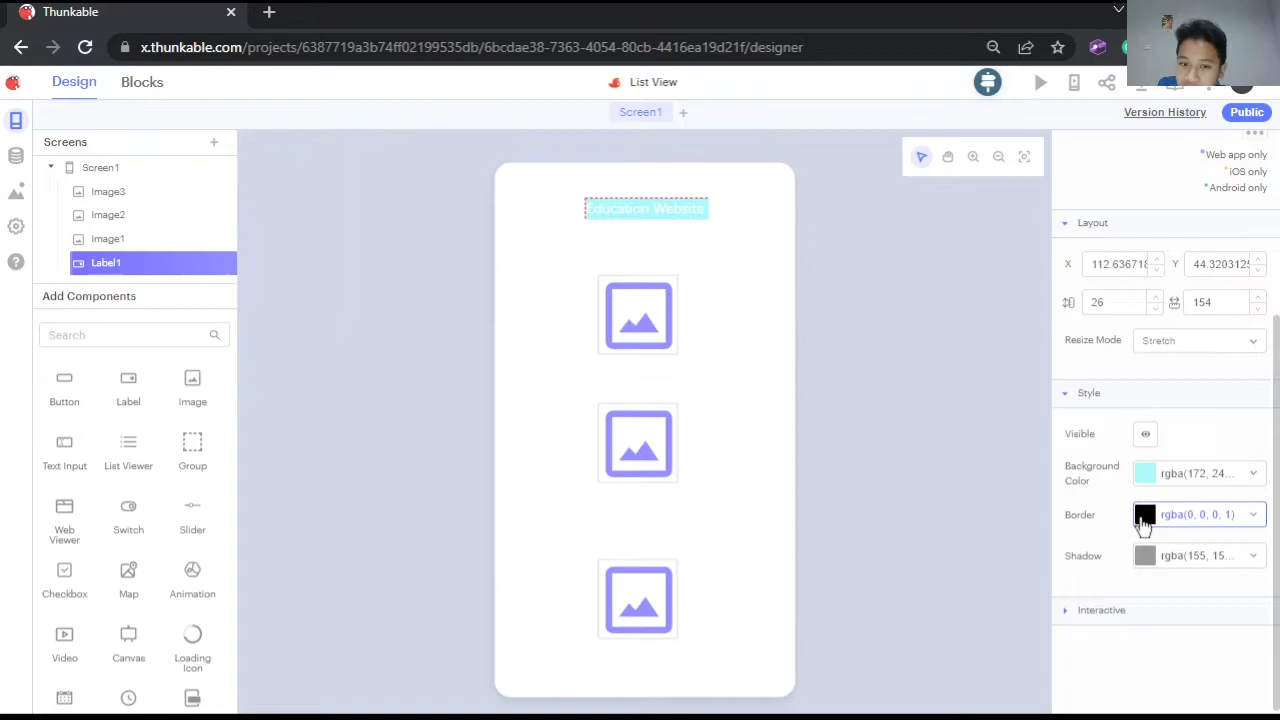 Thunkable
x.thunkable.com/projects/6387719a3b74ff02199535db/6bcdae38-7363-4054-80cb-4416ea19d21f/designer
Design
Blocks
List View
Screen1
Version History
Public
Screens
Screen1
Image3
Image2
Image1
Label1
Add Components
Search
Button
Label
Image
Text Input
List Viewer
Group
Web Viewer
Switch
Slider
Checkbox
Map
Animation
Video
Canvas
Loading Icon
Education Website
*Web app only
*iOS only
*Android only
Layout
X 112.636718
Y 44.3203125
26
154
Resize Mode
Stretch
Style
Visible
Background Color
rgba(172, 24...
Border
rgba(0, 0, 0, 1)
Shadow
rgba(155, 15...
Interactive